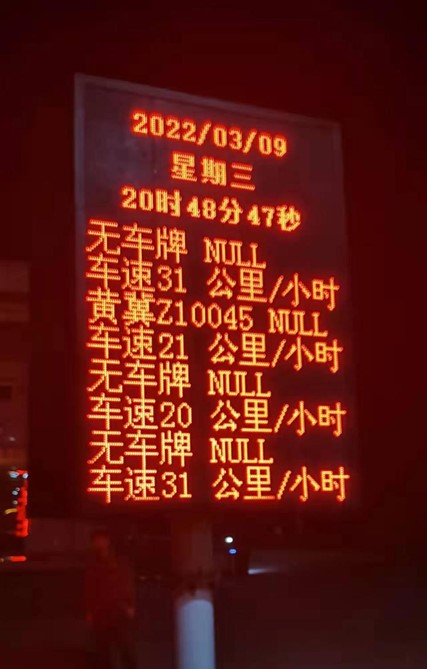 2022/03/09
星期三
20时48分47秒
无车牌 NULL
车速31 公里/小时
黄冀Z10045 NULL
车速21 公里/小时
无车牌 NULL
车速20 公里/小时
无车牌 NULL
车速31 公里/小时